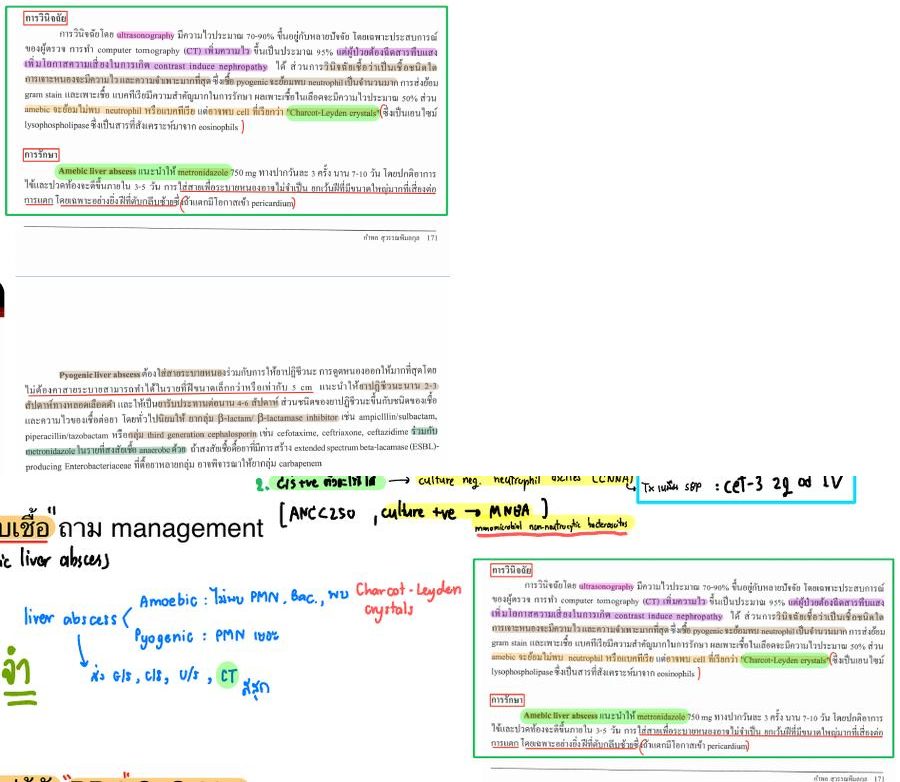 การวินิจฉัย
การวินิจฉัยโดย ultrasonography มีความไวประมาณ 70-90% ขึ้นอยู่กับหลายปัจจัย โดยเฉพาะประสบการณ์
ของผู้ตรวจ การทำ computer tomography (CT) เพิ่มความไว ขึ้นเป็นประมาณ 95% แต่ผู้ป่วยต้องฉีดสารทึบแสง
เพิ่มโอกาสความเสี่ยงในการเกิด contrast induce nephropathy ได้ ส่วนการวินิจฉัยเชื้อว่าเป็นเชื้อชนิดใด
การเจาะหนองจะมีความไวและความจำเพาะมากที่สุด ซึ่งเชื้อ pyogenic จะย้อมพบ neutrophil เป็นจำนวนมาก การส่งย้อม
gram stain และเพาะเชื้อ แบคทีเรียมีความสำคัญมากในการรักษา ผลเพาะเชื้อในเลือดจะมีความไวประมาณ 50% ส่วน
amebic จะย้อมไม่พบ neutrophil หรือแบคทีเรีย แต่อาจพบ cell ที่เรียกว่า "Charcot-Leyden crystals" (ซึ่งเป็นเอนไซม์
lysophospholipase ซึ่งเป็นสารที่สังเคราะห์มาจาก eosinophils )
การรักษา
Amebic liver abscess แนะนำให้ metronidazole 750 mg ทางปากวันละ 3 ครั้ง นาน 7-10 วัน โดยปกติอาการ
ไข้และปวดท้องจะดีขึ้นภายใน 3-5 วัน การใส่สายเพื่อระบายหนองอาจไม่จำเป็น ยกเว้นฝีที่มีขนาดใหญ่มากที่เสี่ยงต่อ
การแตก โดยเฉพาะอย่างยิ่งฝีที่ตับกลีบซ้ายซึ่ง(ถ้าแตกมีโอกาสเข้า pericardium)
กำพล สุวรรณพิมลกุล 171
Pyogenic liver abscess ต้องใส่สายระบายหนองร่วมกับการให้ยาปฏิชีวนะ การดูดหนองออกให้มากที่สุดโดย
ไม่ต้องคาสายระบายสามารถทำได้ในรายที่ฝีขนาดเล็กกว่าหรือเท่ากับ 5 cm แนะนำให้ยาปฏิชีวนะนาน 2-3
สัปดาห์ทางหลอดเลือดดำ และให้เป็นยารับประทานต่อนาน 4-6 สัปดาห์ ส่วนชนิดของยาปฏิชีวนะขึ้นกับชนิดของเชื้อ
และความไวของเชื้อต่อยา โดยทั่วไปนิยมให้ ยากลุ่ม β-lactam/ β-lactamase inhibitor เช่น ampicillin/sulbactam,
piperacillin/tazobactam หรือกลุ่ม third generation cephalosporin เช่น cefotaxime, ceftriaxone, ceftazidime ร่วมกับ
metronidazole ในรายที่สงสัยเชื้อ anaerobe ด้วย ถ้าสงสัยเชื้อดื้อยาที่มีการสร้าง extended spectrum beta-lacamase (ESBL)-
producing Enterobacteriaceae ที่ดื้อยาหลายกลุ่ม อาจพิจารณาให้ยากลุ่ม carbapenem
→ culture neg. neutrophil ascites (CNNA)
: cef-3 2g od IV
[ANC<250 , culture +ve → MNBA ]
monomicrobial non-neutrocytic bacterascites
บเชื้อ" ถาม management
ic liver abscess)
liver abscess
Amoebic : ไม่พบ PMN, Bac., พบ Charcot-Leyden crystals
Pyogenic : PMN เยอะ
ส่ง G/S, C/S, U/S, CT
จำ
การวินิจฉัย
การวินิจฉัยโดย ultrasonography มีความไวประมาณ 70-90% ขึ้นอยู่กับหลายปัจจัย โดยเฉพาะประสบการณ์
ของผู้ตรวจ การทำ computer tomography (CT) เพิ่มความไว ขึ้นเป็นประมาณ 95% แต่ผู้ป่วยต้องฉีดสารทึบแสง
เพิ่มโอกาสความเสี่ยงในการเกิด contrast induce nephropathy ได้ ส่วนการวินิจฉัยเชื้อว่าเป็นเชื้อชนิดใด
การเจาะหนองจะมีความไวและความจำเพาะมากที่สุด ซึ่งเชื้อ pyogenic จะย้อมพบ neutrophil เป็นจำนวนมาก การส่งย้อม
gram stain และเพาะเชื้อ แบคทีเรียมีความสำคัญมากในการรักษา ผลเพาะเชื้อในเลือดจะมีความไวประมาณ 50% ส่วน
amebic จะย้อมไม่พบ neutrophil หรือแบคทีเรีย แต่อาจพบ cell ที่เรียกว่า "Charcot-Leyden crystals" (ซึ่งเป็นเอนไซม์
lysophospholipase ซึ่งเป็นสารที่สังเคราะห์มาจาก eosinophils )
การรักษา
Amebic liver abscess แนะนำให้ metronidazole 750 mg ทางปากวันละ 3 ครั้ง นาน 7-10 วัน โดยปกติอาการ
ไข้และปวดท้องจะดีขึ้นภายใน 3-5 วัน การใส่สายเพื่อระบายหนองอาจไม่จำเป็น ยกเว้นฝีที่มีขนาดใหญ่มากที่เสี่ยงต่อ
การแตก โดยเฉพาะอย่างยิ่งฝีที่ตับกลีบซ้ายซึ่ง(ถ้าแตกมีโอกาสเข้า pericardium)
กำพล สุวรรณพิมลกุล 171